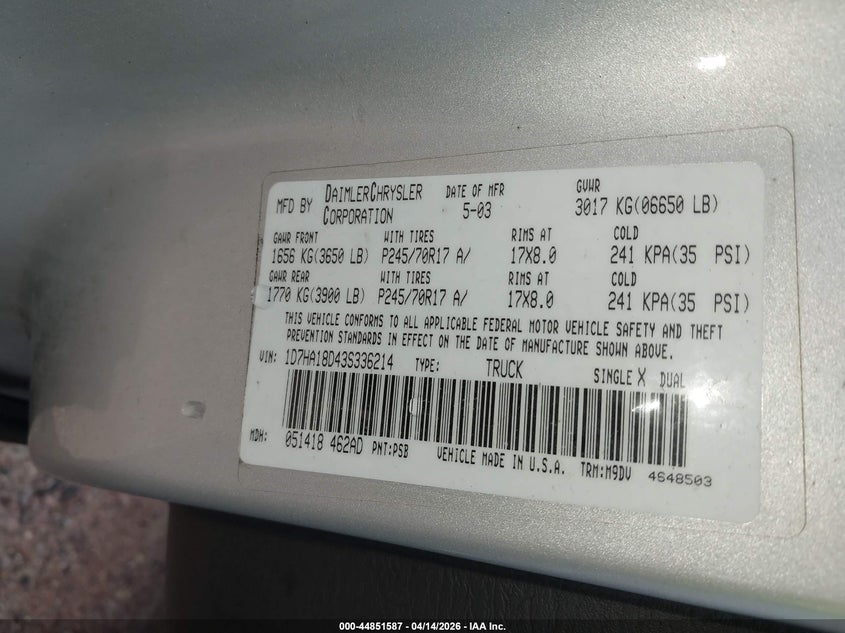 MFD BY DAIMLERCHRYSLER CORPORATION DATE OF MFR 5-03 GVWR 3017 KG(06650 LB)
GAWR FRONT WITH TIRES RIMS AT COLD
1656 KG(3650 LB) P245/70R17 A/ 17X8.0 241 KPA(35 PSI)
GAWR REAR WITH TIRES RIMS AT COLD
1770 KG(3900 LB) P245/70R17 A/ 17X8.0 241 KPA(35 PSI)
THIS VEHICLE CONFORMS TO ALL APPLICABLE FEDERAL MOTOR VEHICLE SAFETY AND THEFT
PREVENTION STANDARDS IN EFFECT ON THE DATE OF MANUFACTURE SHOWN ABOVE.
VIN: 1D7HA18D43S336214 TYPE: TRUCK SINGLE X DUAL
MDH: 051418 462AD PNT:PSB VEHICLE MADE IN U.S.A. TRM:M9DV 4648503
000-44851587 - 04/14/2026 - IAA Inc.